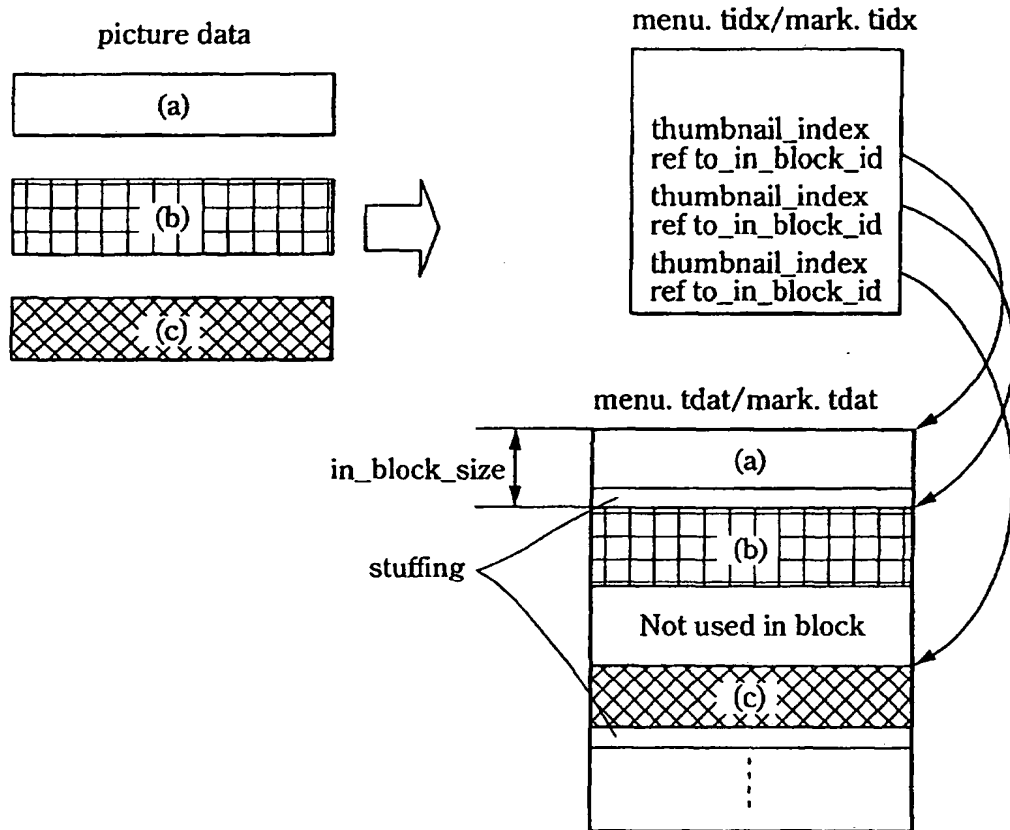 picture data
(a)
(b)
(c)
menu. tidx/mark. tidx
thumbnail_index
ref to_in_block_id
thumbnail_index
ref to_in_block_id
thumbnail_index
ref to_in_block_id
menu. tdat/mark. tdat
in_block_size
(a)
stuffing
(b)
Not used in block
(c)